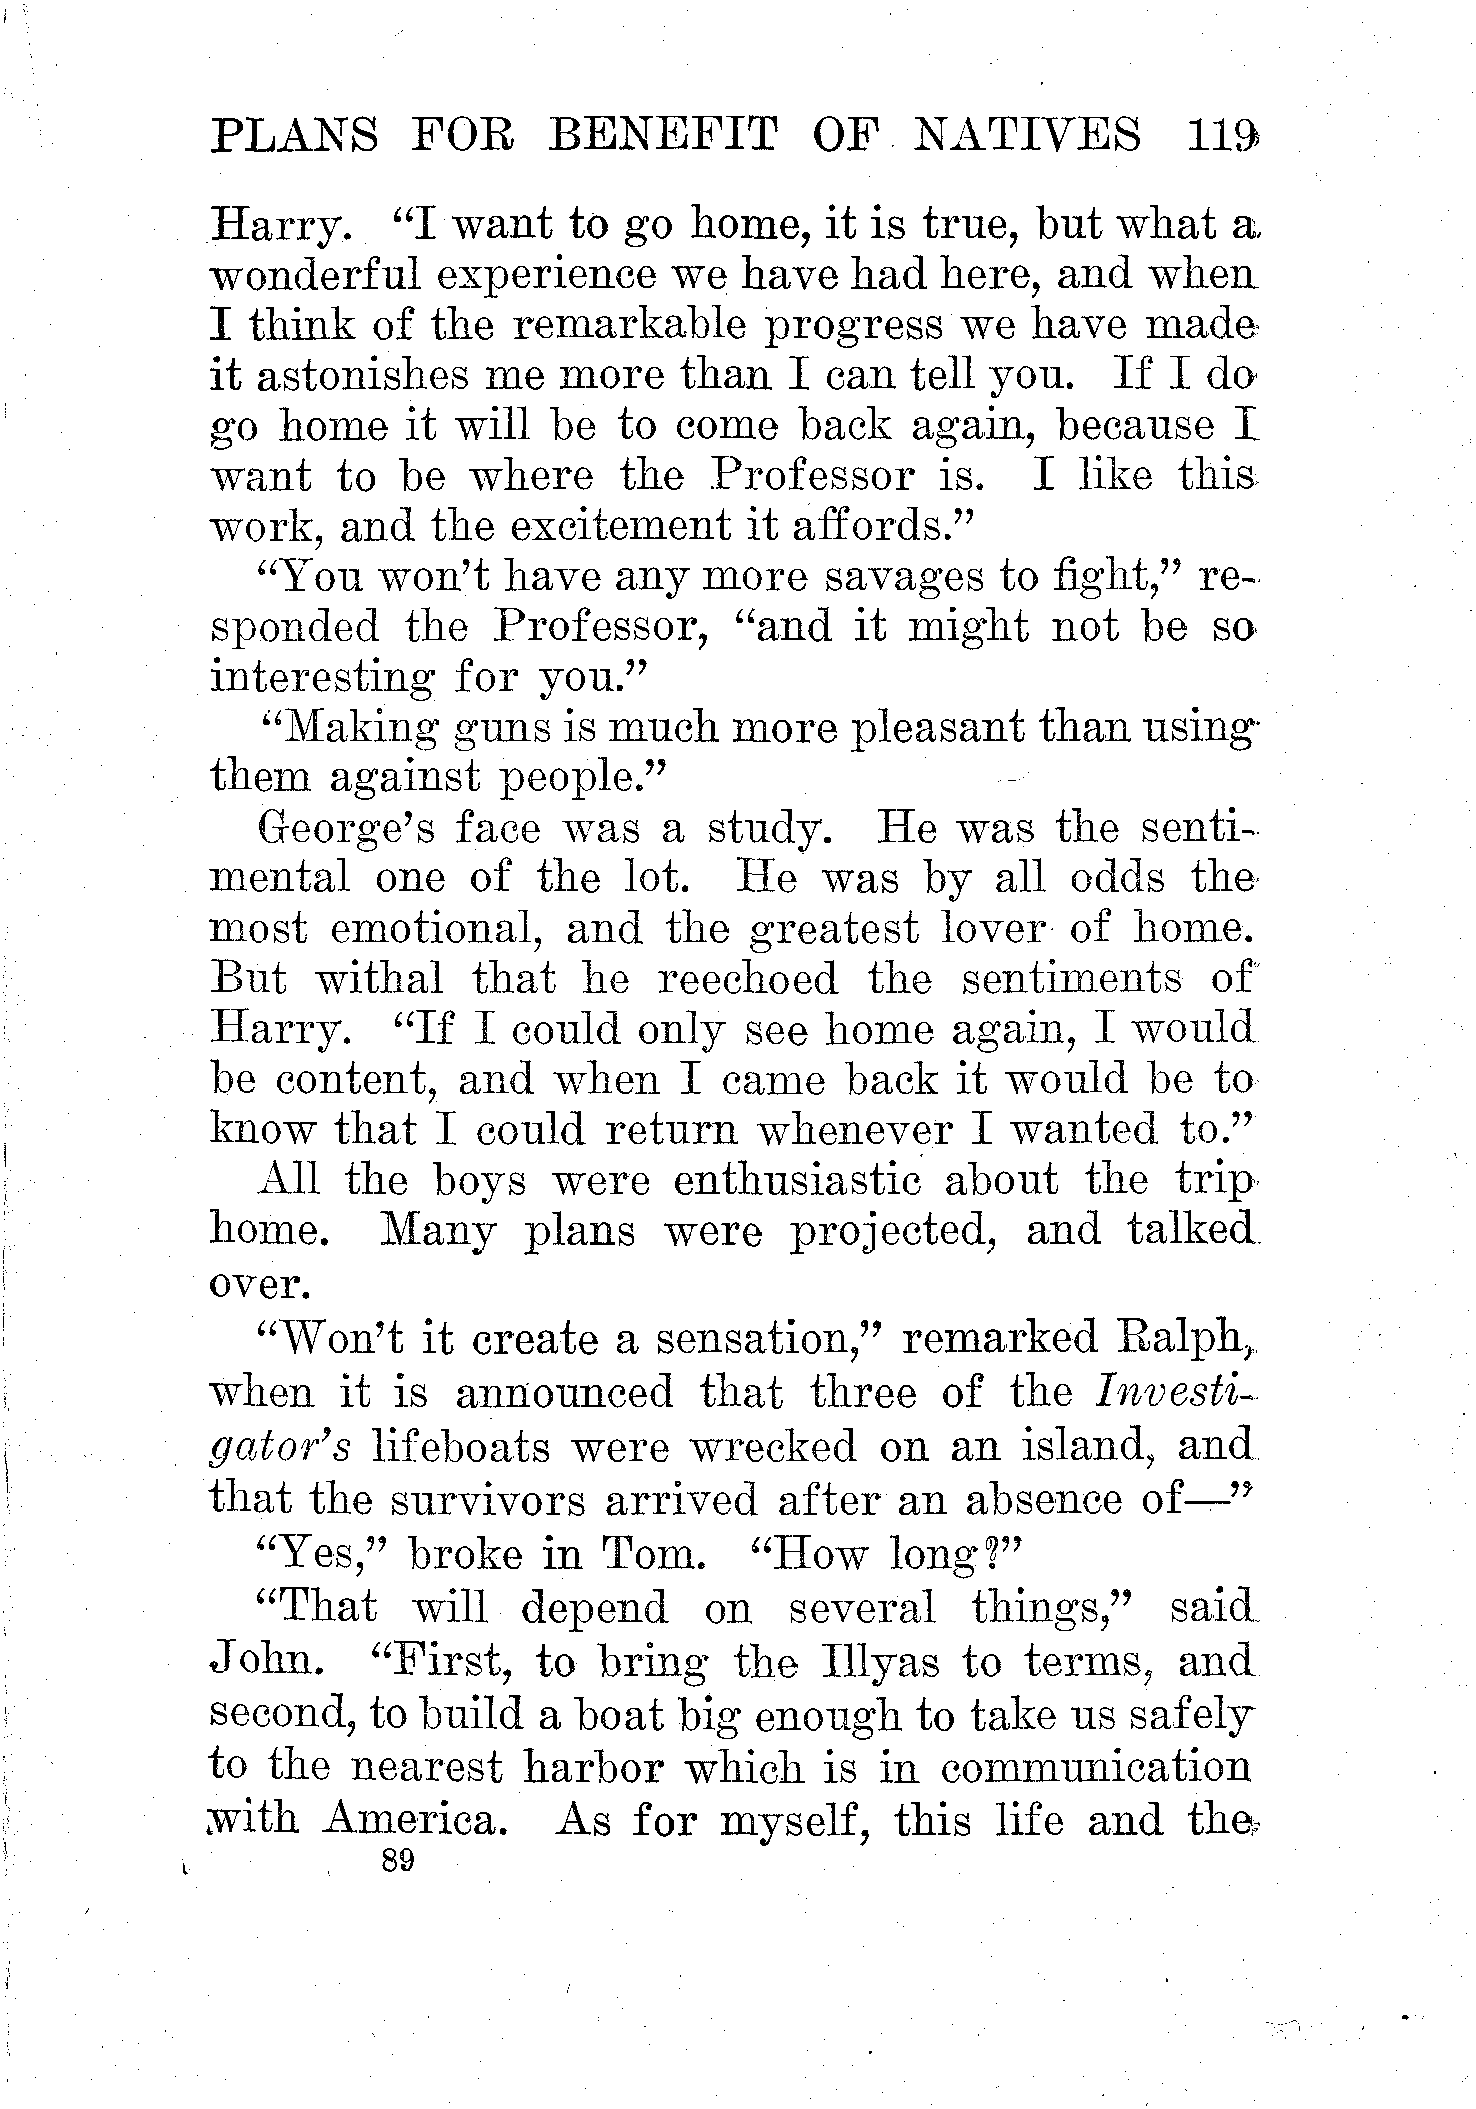 PLANS FOR BENEFIT OF NATIVES 119
Harry. “I want to go home, it is true, but what a
wonderful experience we have had here, and when
I think of the remarkable progress we have made
it astonishes me more than I can tell you. If I do
go home it will be to come back again, because I
want to be where the Professor is. I like this
work, and the excitement it affords.”
“You won’t have any more savages to fight,” re-
sponded the Professor, “and it might not be so
interesting for you.”
“Making guns is much more pleasant than using
them against people.”
George’s face was a study. He was the senti-
mental one of the lot. He was by all odds the
most emotional, and the greatest lover of home.
But withal that he reechoed the sentiments of
Harry. “If I could only see home again, I would
be content, and when I came back it would be to
know that I could return whenever I wanted to.”
All the boys were enthusiastic about the trip
home. Many plans were projected, and talked
over.
“Won’t it create a sensation,” remarked Ralph,
when it is announced that three of the Investi-
gator’s lifeboats were wrecked on an island, and
that the survivors arrived after an absence of—”
“Yes,” broke in Tom. “How long?”
“That will depend on several things,” said
John. “First, to bring the Illyas to terms, and
second, to build a boat big enough to take us safely
to the nearest harbor which is in communication
with America. As for myself, this life and the
89